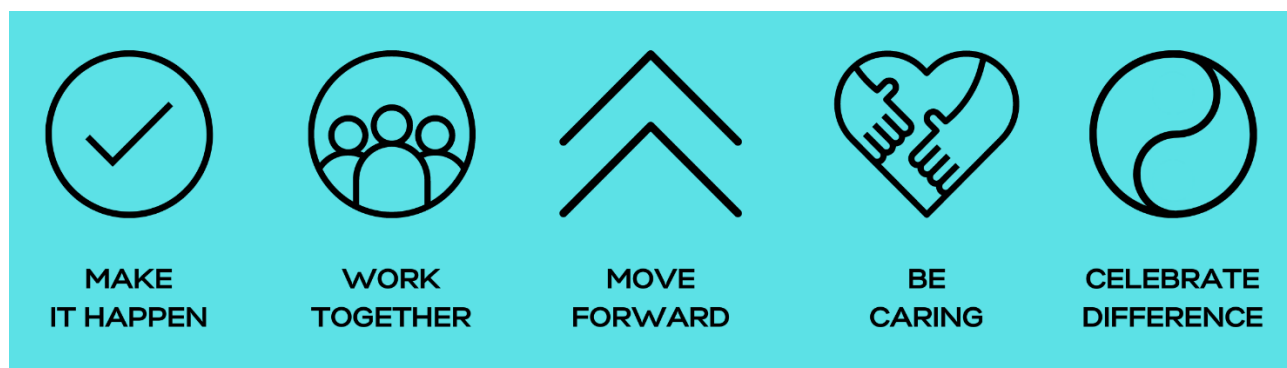 MAKE
IT HAPPEN
WORK
TOGETHER
MOVE
FORWARD
BE
CARING
CELEBRATE
DIFFERENCE